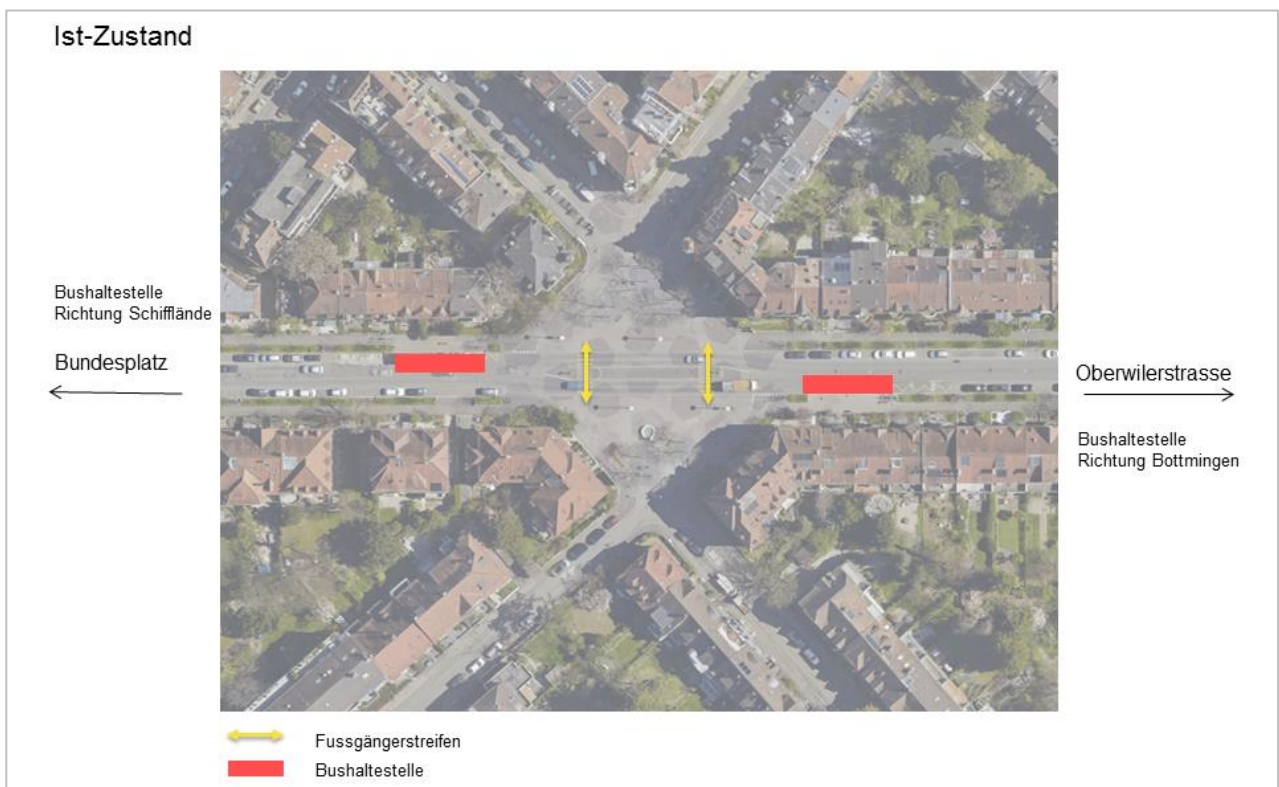 Ist-Zustand
Bushaltestelle
Richtung Schifflände
Bundesplatz
Oberwilerstrasse
Bushaltestelle
Richtung Bottmingen
Fussgängerstreifen
Bushaltestelle